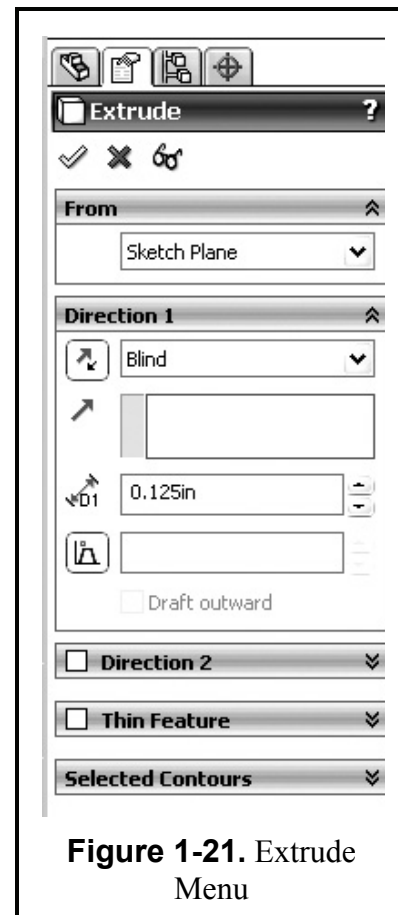 Extrude ?
From
Sketch Plane
Direction 1
Blind
D1 0.125in
Draft outward
Direction 2
Thin Feature
Selected Contours
Figure 1-21. Extrude
Menu